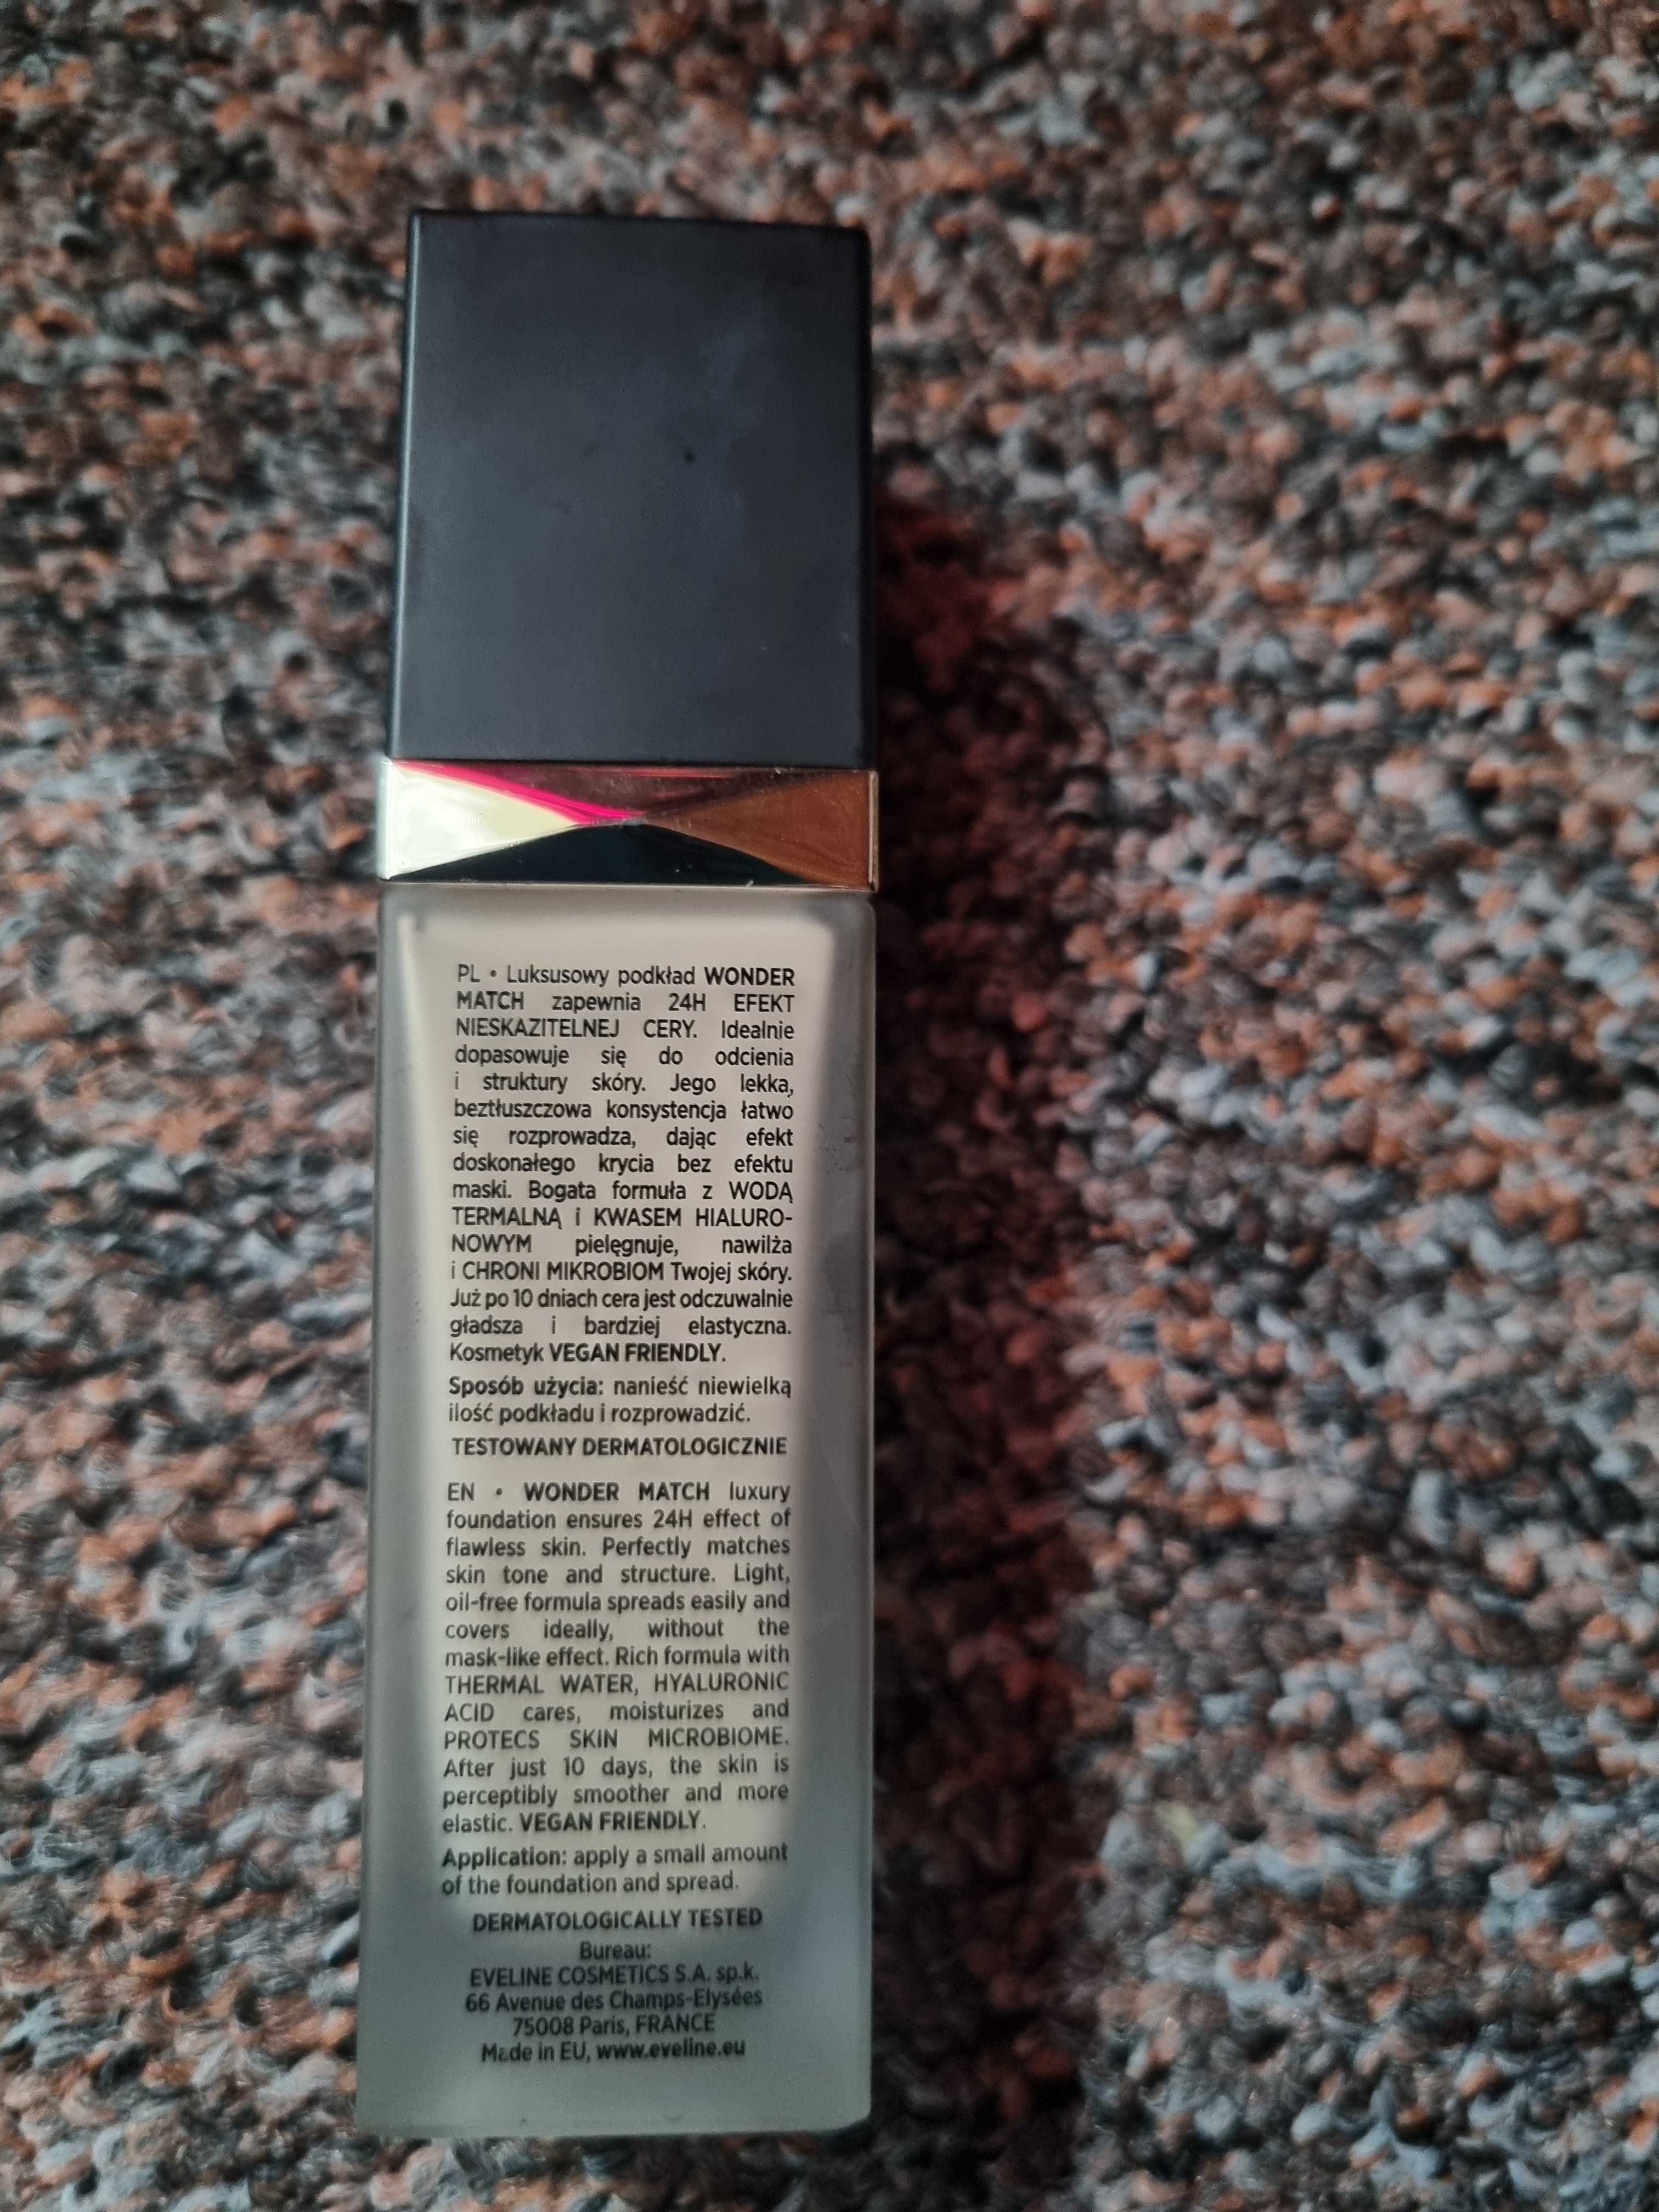 PL • Luksusowy podkład WONDER
MATCH zapewnia 24H EFEKT
NIESKAZITELNEJ CERY. Idealnie
dopasowuje się do odcienia
i struktury skóry. Jego lekka,
beztłuszczowa konsystencja łatwo
się rozprowadza, dając efekt
doskonałego krycia bez efektu
maski. Bogata formuła z WODĄ
TERMALNĄ i KWASEM HIALURO-
NOWYM pielęgnuje, nawilża
i CHRONI MIKROBIOM Twojej skóry.
Już po 10 dniach cera jest odczuwalnie
gładsza i bardziej elastyczna.
Kosmetyk VEGAN FRIENDLY.
Sposób użycia: nanieść niewielką
ilość podkładu i rozprowadzić.
TESTOWANY DERMATOLOGICZNIE
EN • WONDER MATCH luxury
foundation ensures 24H effect of
flawless skin. Perfectly matches
skin tone and structure. Light,
oil-free formula spreads easily and
covers ideally, without the
mask-like effect. Rich formula with
THERMAL WATER, HYALURONIC
ACID cares, moisturizes and
PROTECS SKIN MICROBIOME.
After just 10 days, the skin is
perceptibly smoother and more
elastic. VEGAN FRIENDLY.
Application: apply a small amount
of the foundation and spread.
DERMATOLOGICALLY TESTED
Bureau:
EVELINE COSMETICS S.A. sp.k.
66 Avenue des Champs-Elysées
75008 Paris, FRANCE
Made in EU, www.eveline.eu